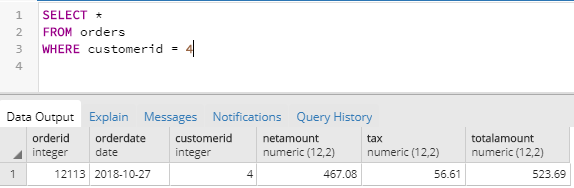 1 SELECT *
2 FROM orders
3 WHERE customerid = 4
4
Data Output Explain Messages Notifications Query History
orderid orderdate customerid netamount tax totalamount
integer date integer numeric (12,2) numeric (12,2) numeric (12,2)
1 12113 2018-10-27 4 467.08 56.61 523.69